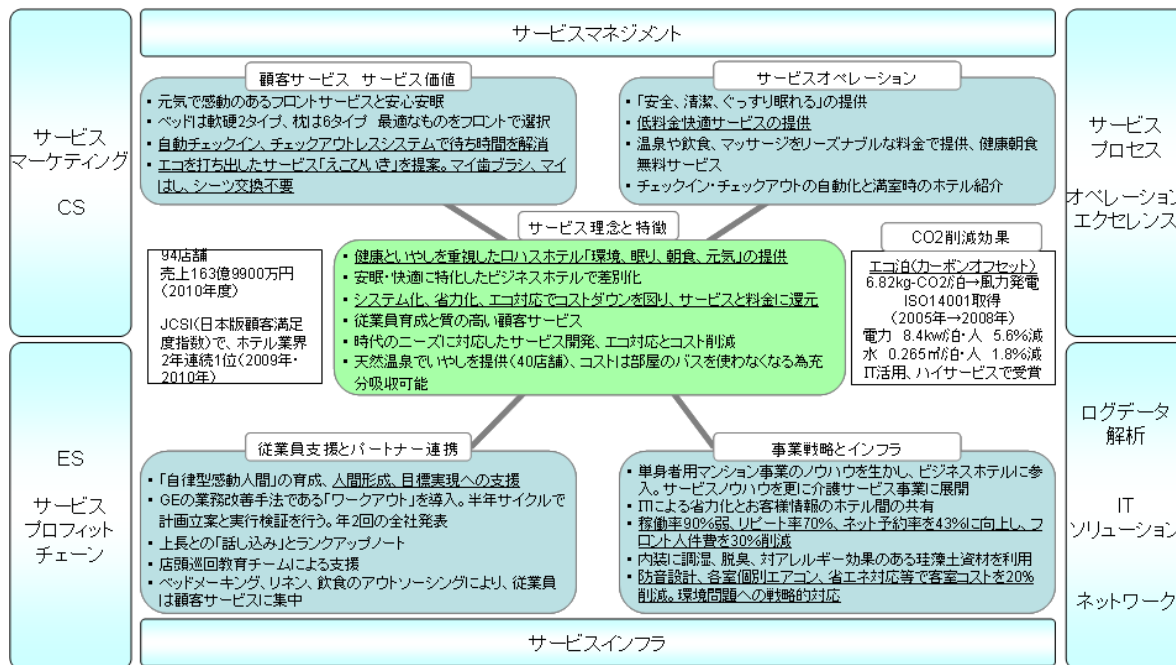 サービスマネジメント
サービス
マーケティング
CS
顧客サービス サービス価値
・元気で感動のあるフロントサービスと安心安眠
・ベッドは軟硬2タイプ、枕は6タイプ 最適なものをフロントで選択
・自動チェックイン、チェックアウトレスシステムで待ち時間を解消
・エコを打ち出したサービス「えこひいき」を提案。マイ歯ブラシ、マイ
はし、シーツ交換不要
サービスオペレーション
・「安全、清潔、ぐっすり眠れる」の提供
・低料金快適サービスの提供
・温泉や飲食、マッサージをリーズナブルな料金で提供、健康朝食
無料サービス
・チェックイン・チェックアウトの自動化と満室時のホテル紹介
サービス
プロセス
オペレーション
エクセレンス
94店舗
売上163億9900万円
(2010年度)
JCSI(日本版顧客満足
度指数)で、ホテル業界
2年連続1位(2009年・
2010年)
サービス理念と特徴
・健康といやしを重視したロハスホテル「環境、眠り、朝食、元気」の提供
・安眠・快適に特化したビジネスホテルで差別化
・システム化、省力化、エコ対応でコストダウンを図り、サービスと料金に還元
・従業員育成と質の高い顧客サービス
・時代のニーズに対応したサービス開発、エコ対応とコスト削減
・天然温泉でいやしを提供(40店舗)、コストは部屋のバスを使わなくなる為充
分吸収可能
CO2削減効果
エコ泊(カーボンオフセット)
6.82kg-CO2/泊→風力発電
ISO14001取得
(2005年→2008年)
電力 8.4kw/泊・人 5.6%減
水 0.265㎥/泊・人 1.8%減
IT活用、ハイサービスで受賞
ES
サービス
プロフィット
チェーン
従業員支援とパートナー連携
・「自律型感動人間」の育成、人間形成、目標実現への支援
・GEの業務改善手法である「ワークアウト」を導入。半年サイクルで
計画立案と実行検証を行う。年2回の全社発表
・上長との「話し込み」とランクアップノート
・店頭巡回教育チームによる支援
・ベッドメーキング、リネン、飲食のアウトソーシングにより、従業員
は顧客サービスに集中
事業戦略とインフラ
・単身者用マンション事業のノウハウを生かし、ビジネスホテルに参
入。サービスノウハウを更に介護サービス事業に展開
・ITによる省力化とお客様情報のホテル間の共有
・稼働率90%弱、リピート率70%、ネット予約率を43%に向上し、フ
ロント人件費を30%削減
・内装に調湿、脱臭、対アレルギー効果のある珪藻土資材を利用
・防音設計、各室個別エアコン、省エネ対応等で客室コストを20%
削減。環境問題への戦略的対応
ログデータ
解析
IT
ソリューション
ネットワーク
サービスインフラ